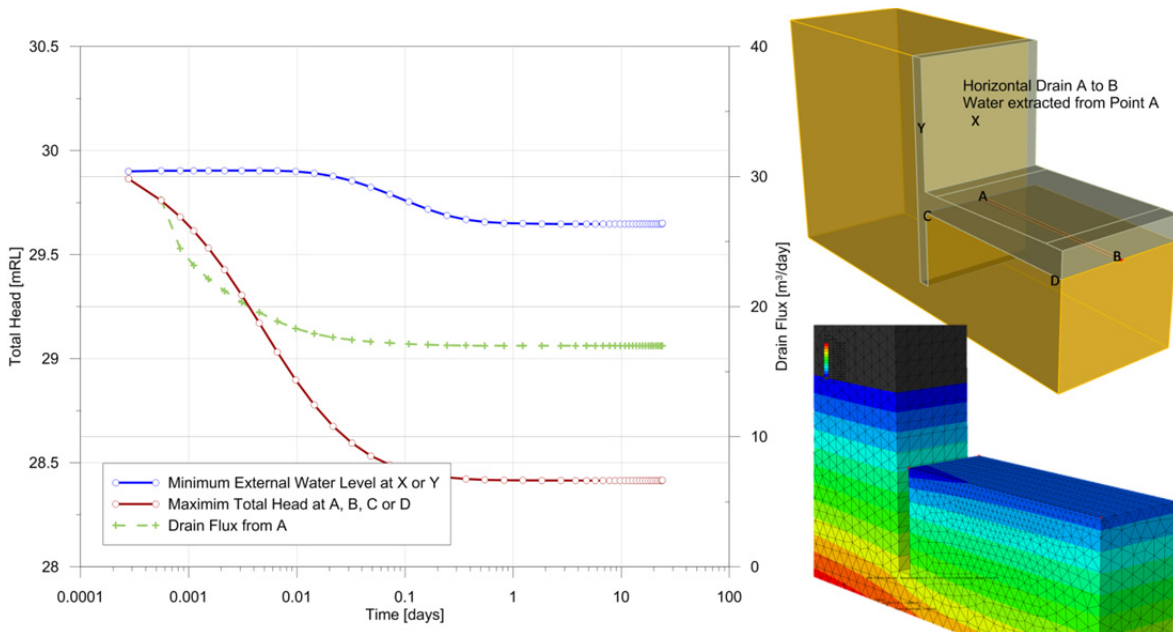 30.5
30
29.5
29
28.5
28
Total Head [mRL]
40
30
20
10
0
Drain Flux [m³/day]
Minimum External Water Level at X or Y
Maximim Total Head at A, B, C or D
Drain Flux from A
0.0001
0.001
0.01
0.1
1
10
100
Time [days]
Horizontal Drain A to B
Water extracted from Point A
X
Y
A
C
B
D